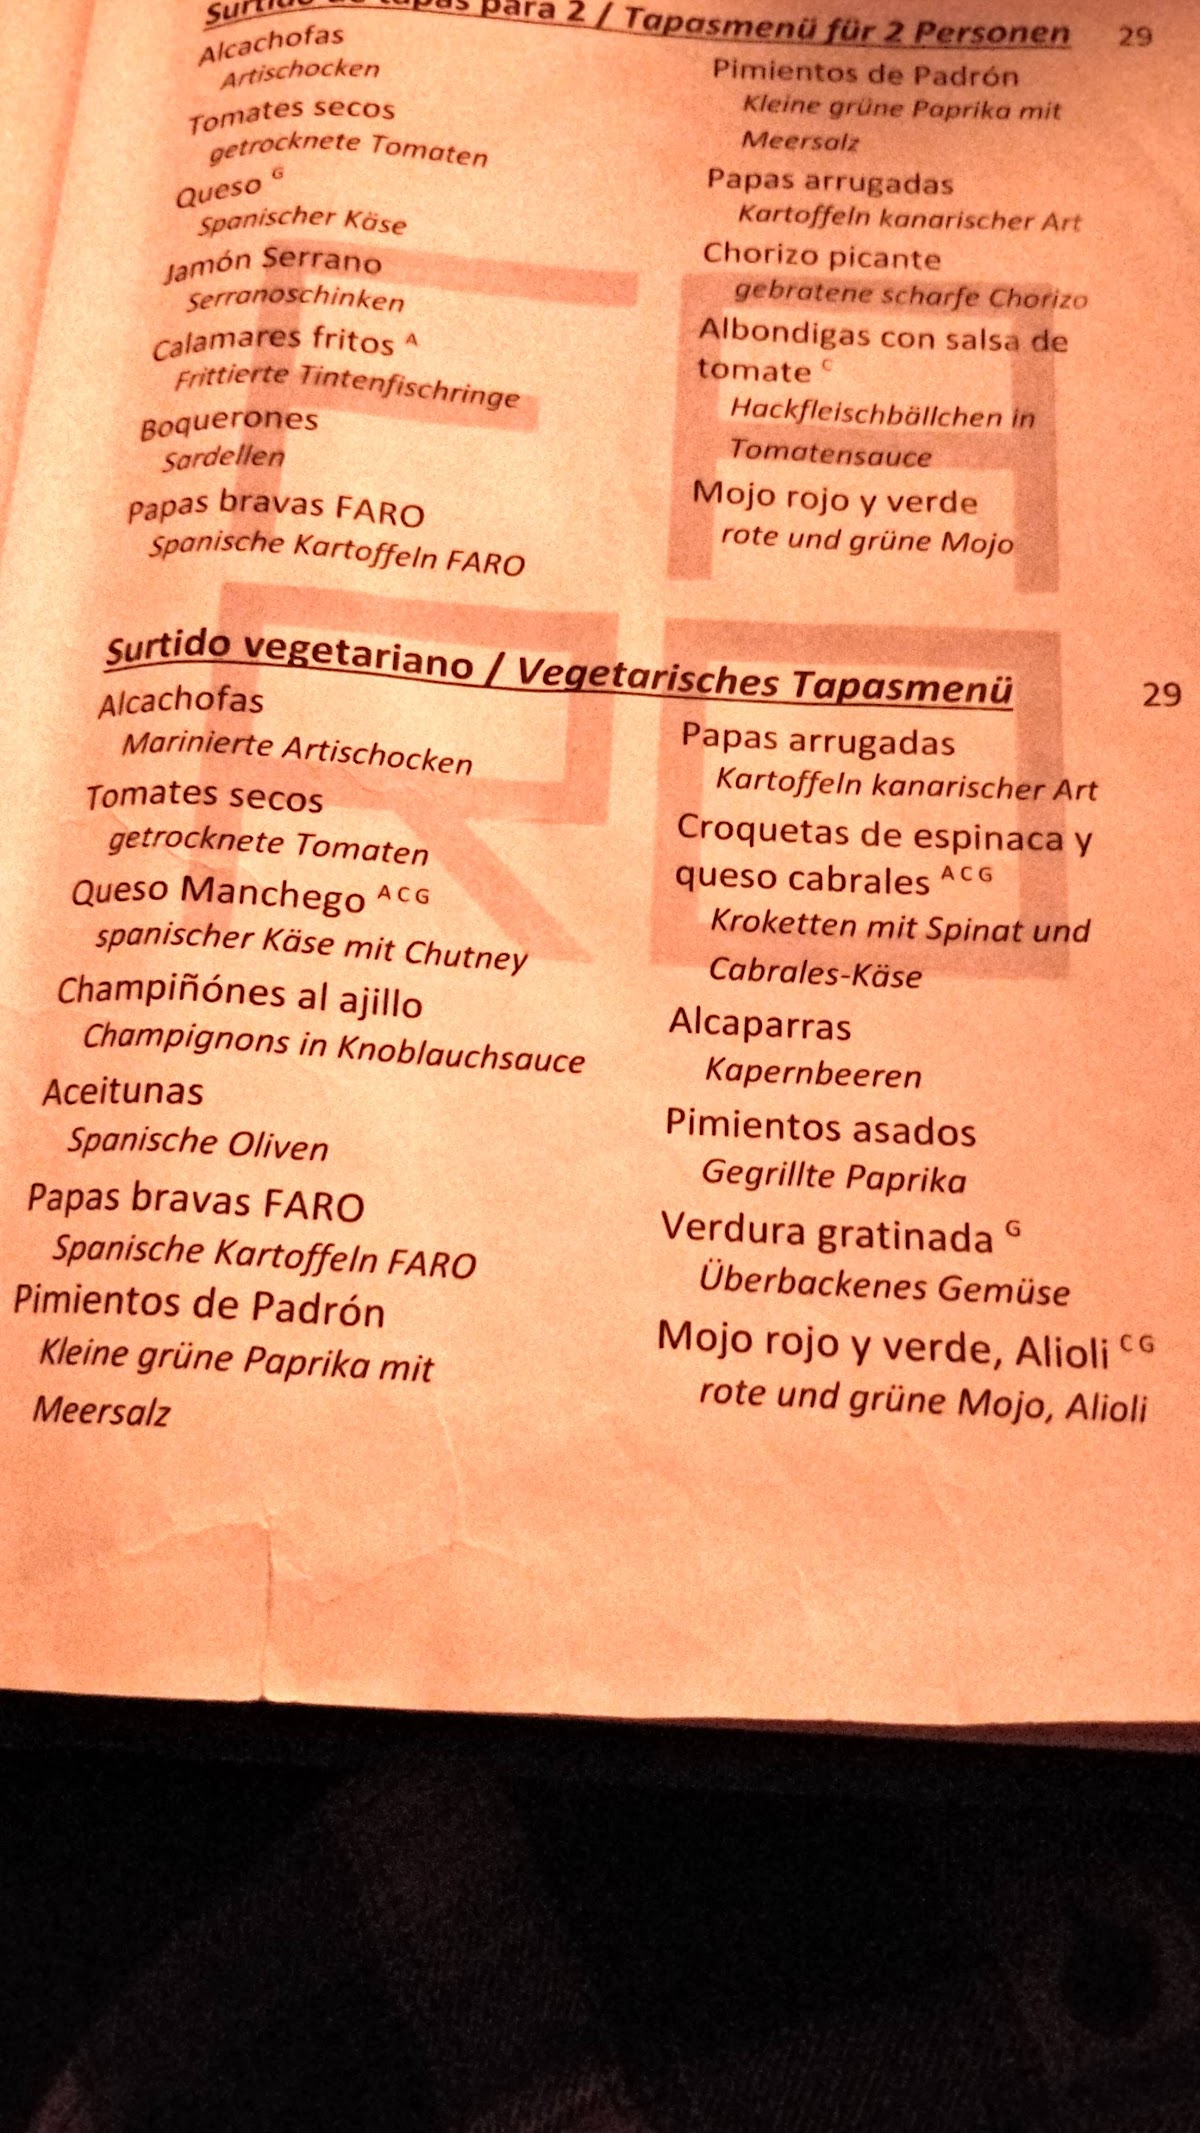 Surtido de tapas para 2 / Tapasmenü für 2 Personen 29
Alcachofas
Artischocken
Tomates secos
getrocknete Tomaten
Queso G
Spanischer Käse
Jamón Serrano
Serranoschinken
Calamares fritos A
Frittierte Tintenfischringe
Boquerones
Sardellen
Papas bravas FARO
Spanische Kartoffeln FARO
Pimientos de Padrón
Kleine grüne Paprika mit
Meersalz
Papas arrugadas
Kartoffeln kanarischer Art
Chorizo picante
gebratene scharfe Chorizo
Albondigas con salsa de
tomate C
Hackfleischbällchen in
Tomatensauce
Mojo rojo y verde
rote und grüne Mojo
Surtido vegetariano / Vegetarisches Tapasmenü 29
Alcachofas
Marinierte Artischocken
Tomates secos
getrocknete Tomaten
Queso Manchego A C G
spanischer Käse mit Chutney
Champiñónes al ajillo
Champignons in Knoblauchsauce
Aceitunas
Spanische Oliven
Papas bravas FARO
Spanische Kartoffeln FARO
Pimientos de Padrón
Kleine grüne Paprika mit
Meersalz
Papas arrugadas
Kartoffeln kanarischer Art
Croquetas de espinaca y
queso cabrales A C G
Kroketten mit Spinat und
Cabrales-Käse
Alcaparras
Kapernbeeren
Pimientos asados
Gegrillte Paprika
Verdura gratinada G
Überbackenes Gemüse
Mojo rojo y verde, Alioli C G
rote und grüne Mojo, Alioli
FA
RO